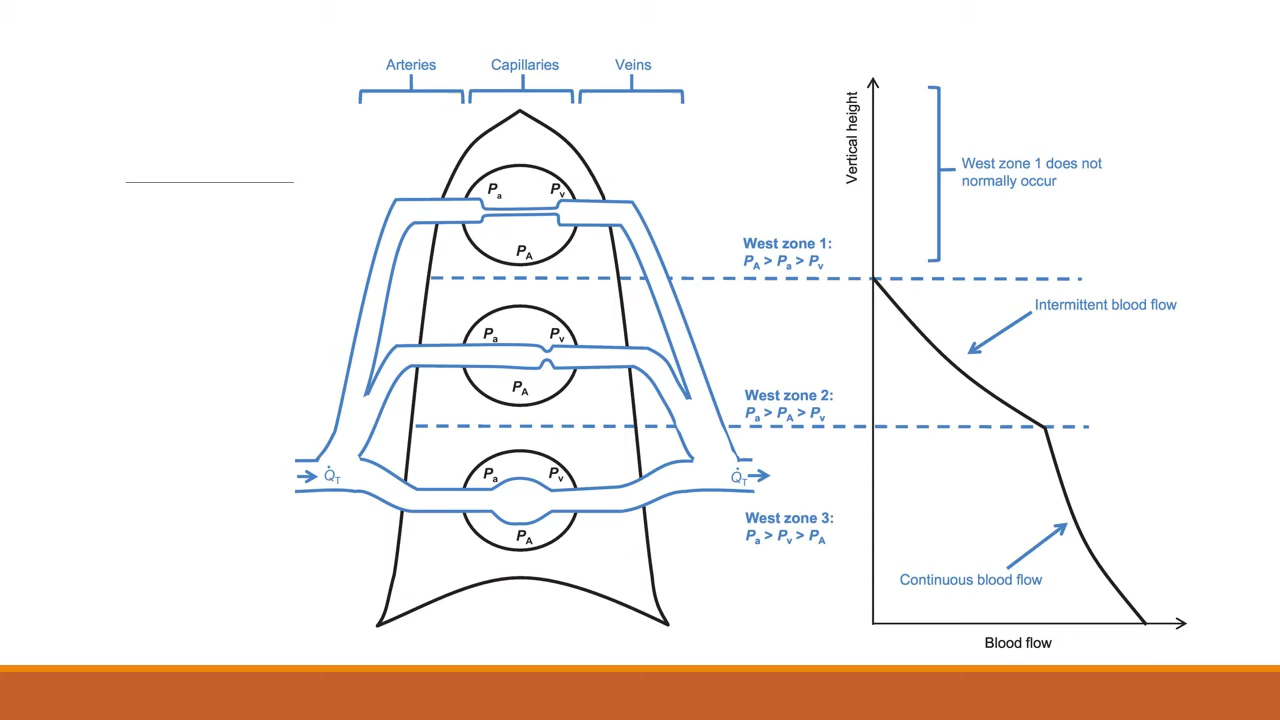 Arteries
Capillaries
Veins
Pa
Pv
PA
Pa
Pv
PA
Pa
Pv
PA
Q̇T
Q̇T
West zone 1:
PA > Pa > Pv
West zone 2:
Pa > PA > Pv
West zone 3:
Pa > Pv > PA
Vertical height
West zone 1 does not
normally occur
Intermittent blood flow
Continuous blood flow
Blood flow